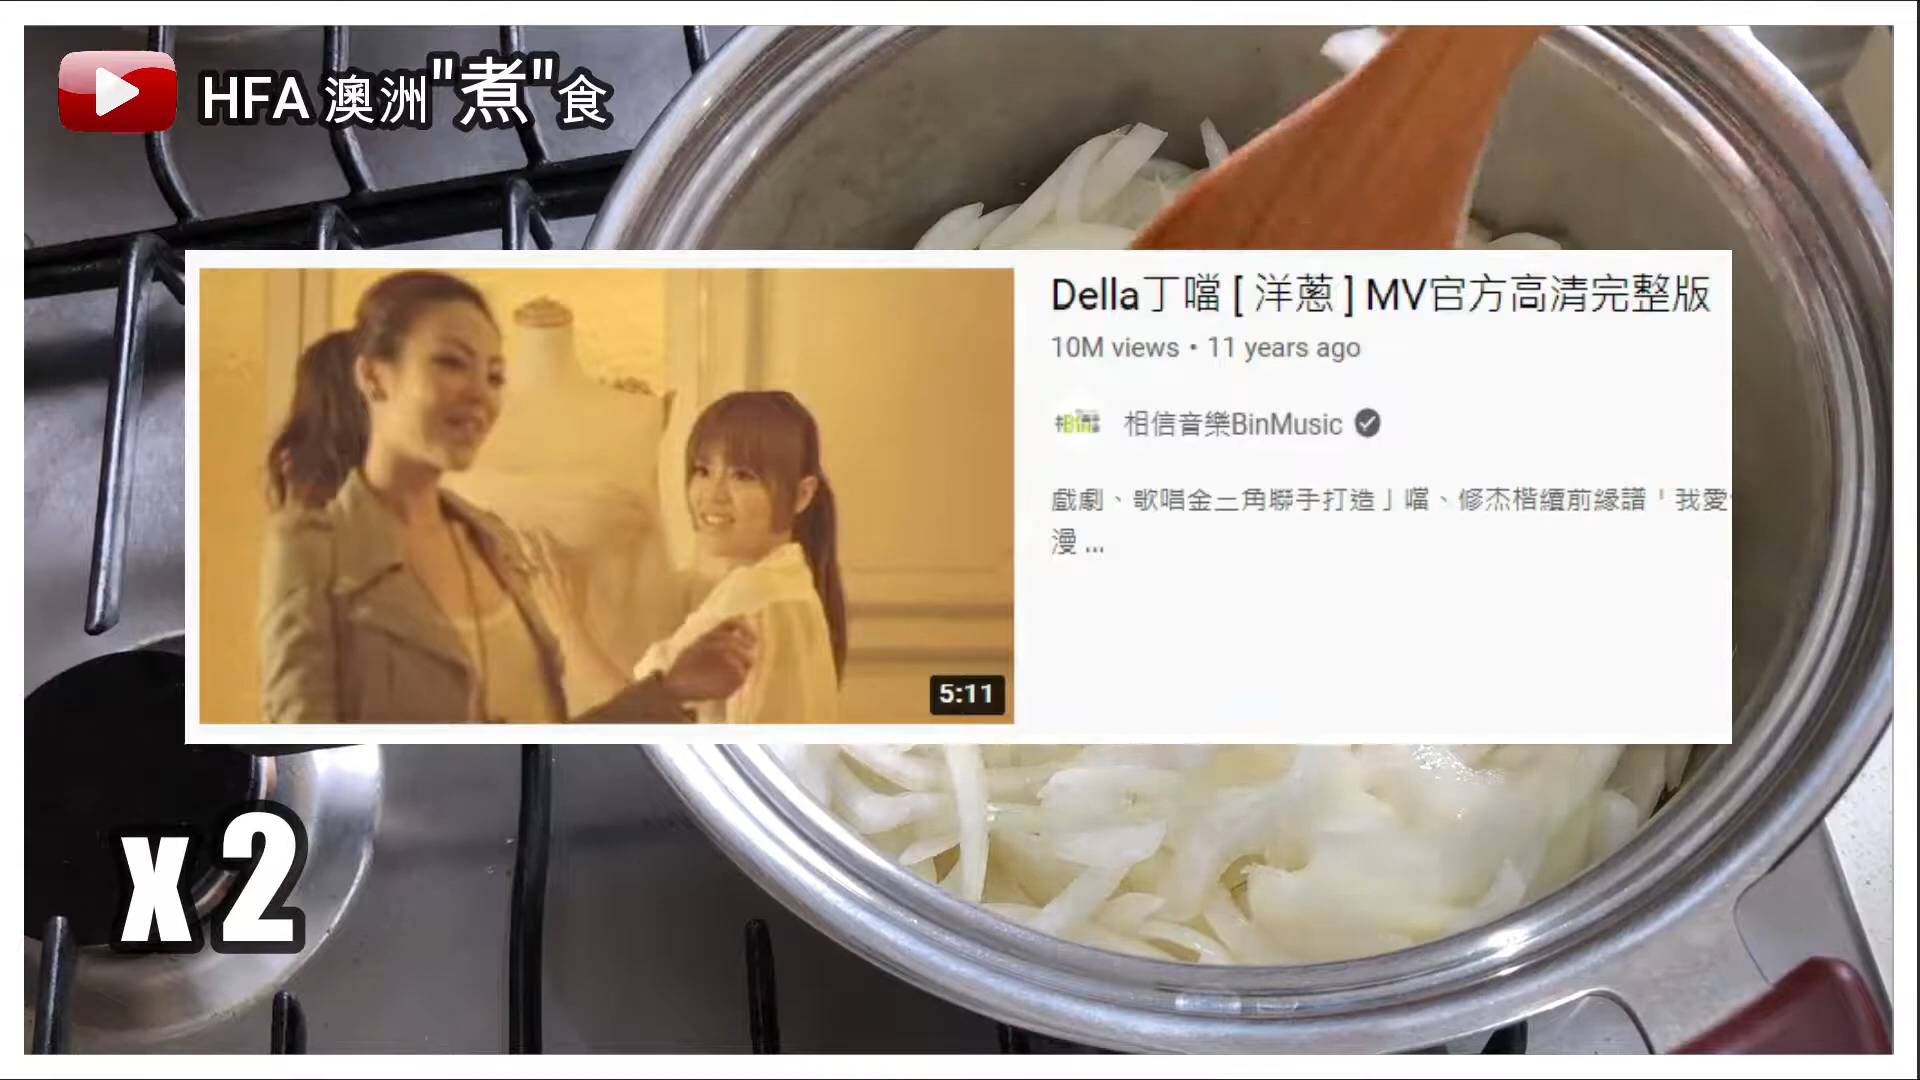 HFA 澳洲"煮"食
Della丁噹 [ 洋蔥 ] MV官方高清完整版
10M views • 11 years ago
相信音樂BinMusic
戲劇、歌唱金三角聯手打造丁噹、修杰楷續前緣譜「我愛
漫 ...
5:11
x2